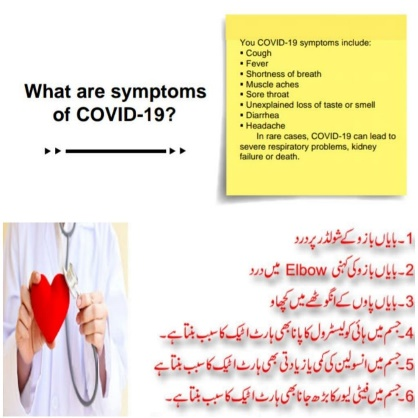 What are symptoms
of COVID-19?
You COVID-19 symptoms include:
▪ Cough
▪ Fever
▪ Shortness of breath
▪ Muscle aches
▪ Sore throat
▪ Unexplained loss of taste or smell
▪ Diarrhea
▪ Headache
In rare cases, COVID-19 can lead to
severe respiratory problems, kidney
failure or death.
1۔بایاں بازو کے شولڈر پر درد
2۔بایاں بازو کی کہنی Elbow میں درد
3۔بایاں پاوں کے انگوٹھے میں کھچاو
4۔جسم میں ہائی کولیسٹرول کا پانا بھی ہارٹ اٹیک کا سبب بنتا ہے۔
5۔جسم میں انسولین کی کمی یا زیادتی بھی ہارٹ اٹیک کا سبب بنتا ہے
6۔جسم میں فیٹی لیور کا بڑھ جانا بھی ہارٹ اٹیک کا سبب بنتا ہے۔